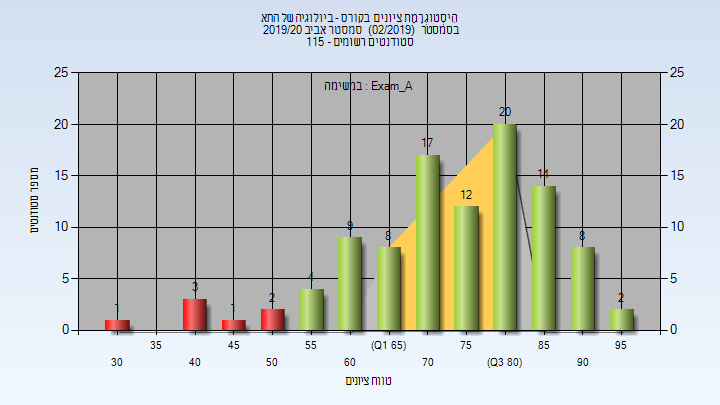 היסטוגרמת ציונים בקורס - ביולוגיה של התא
בסמסטר (02/2019) סמסטר אביב 2019/20
סטודנטים רשומים - 115
במשימה : Exam_A
מספר סטודנטים
25 25
20 20
15 15
10 10
5 5
0 0
1 3 1 2 4 9 8 17 12 20 14 8 2
35 45 55 (Q1 65) 75 85 95
30 40 50 60 70 (Q3 80) 90
טווח ציונים